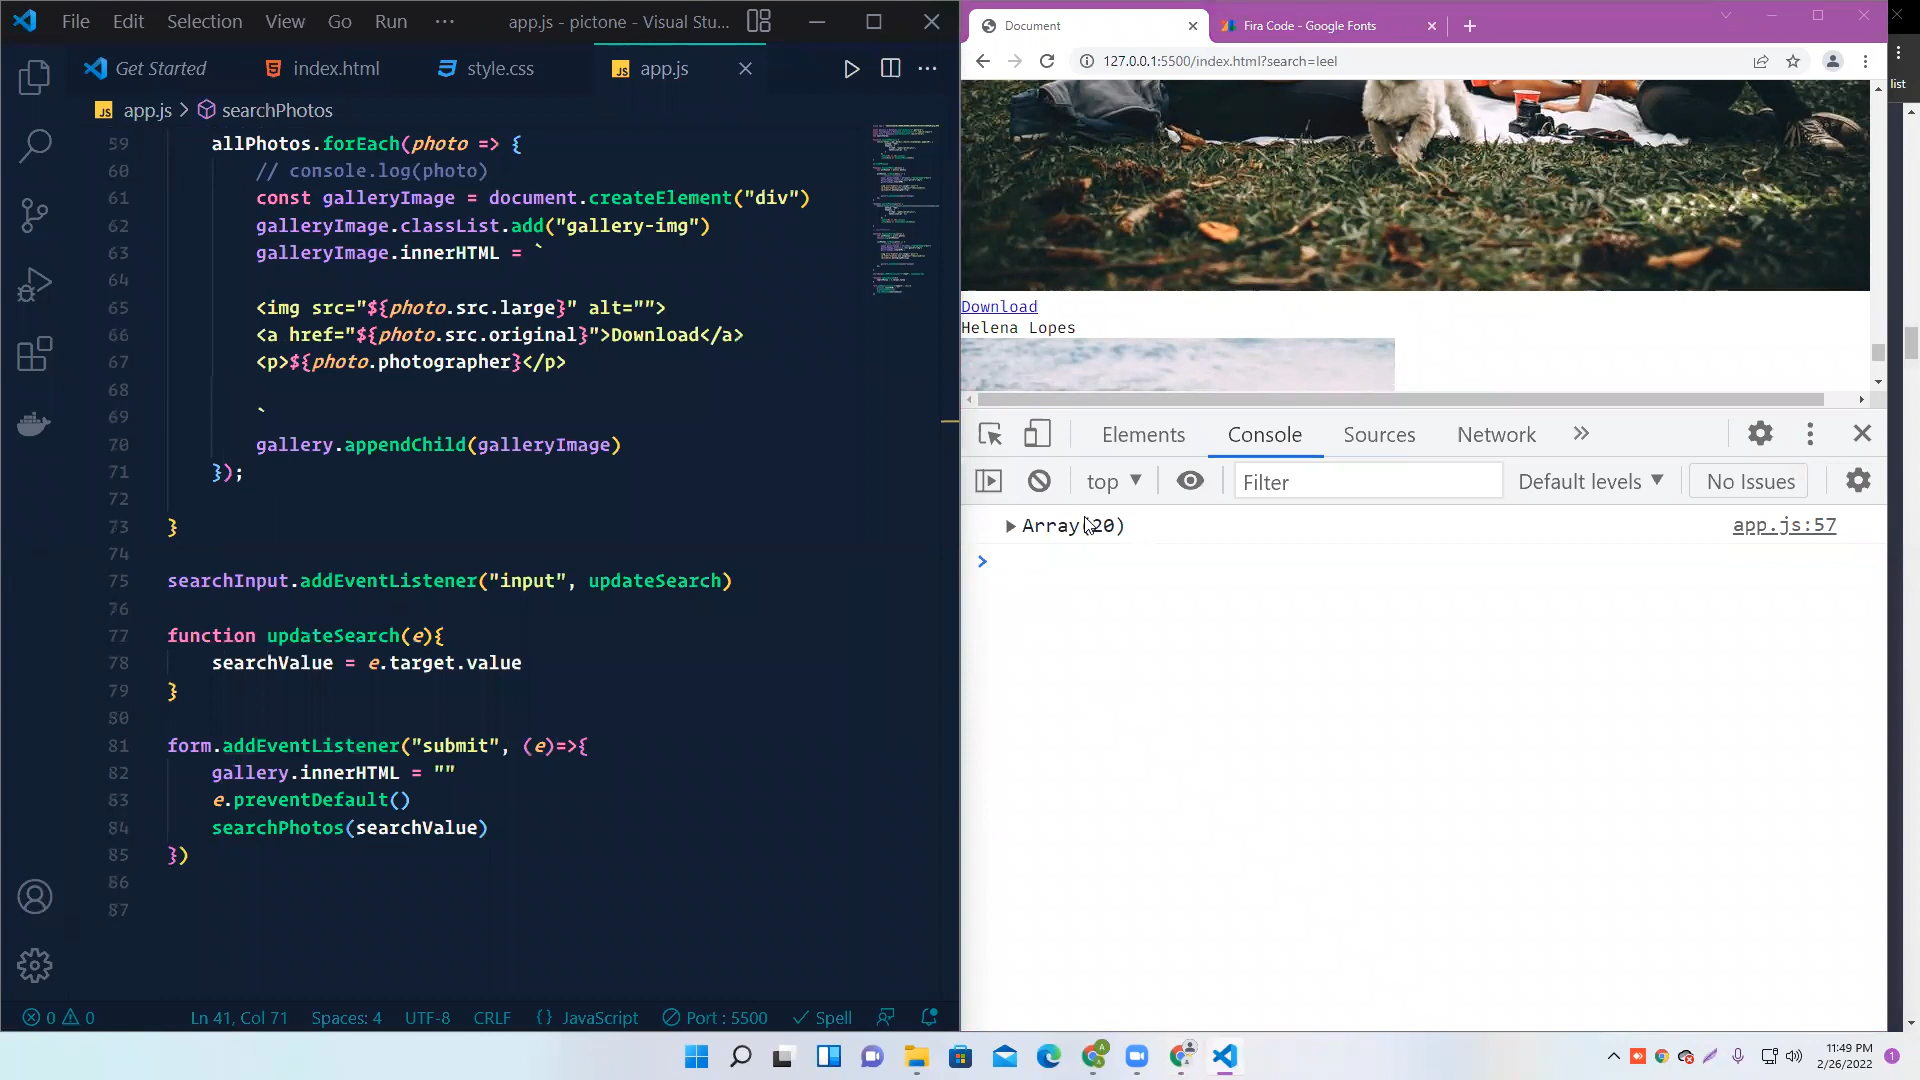 File Edit Selection View Go Run ··· app.js - pictone - Visual Stu...
Get Started index.html style.css app.js
app.js > searchPhotos
59 allPhotos.forEach(photo => {
60 // console.log(photo)
61 const galleryImage = document.createElement("div")
62 galleryImage.classList.add("gallery-img")
63 galleryImage.innerHTML = `
64
65 <img src="${photo.src.large}" alt="">
66 <a href="${photo.src.original}">Download</a>
67 <p>${photo.photographer}</p>
68
69 `
70 gallery.appendChild(galleryImage)
71 });
72
73 }
74
75 searchInput.addEventListener("input", updateSearch)
76
77 function updateSearch(e){
78 searchValue = e.target.value
79 }
80
81 form.addEventListener("submit", (e)=>{
82 gallery.innerHTML = ""
83 e.preventDefault()
84 searchPhotos(searchValue)
85 })
86
87
0 0 Ln 41, Col 71 Spaces: 4 UTF-8 CRLF {} JavaScript Port : 5500 Spell
Document Fira Code - Google Fonts
127.0.0.1:5500/index.html?search=leel
list
Download
Helena Lopes
Elements Console Sources Network
top Filter Default levels No Issues
Array(20) app.js:57
11:49 PM
2/26/2022
1